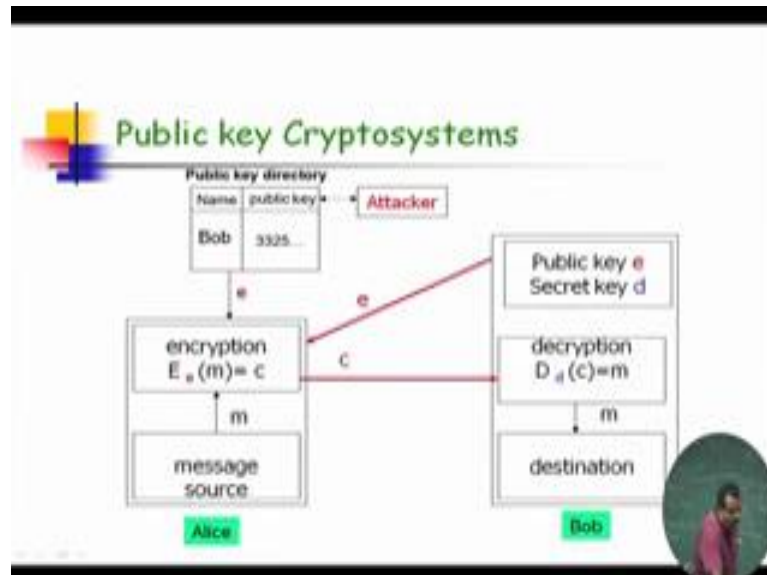 Public key Cryptosystems
Public key directory
Name public key
Attacker
Bob 3325...
e
e
Public key e
Secret key d
encryption
E e (m)= c
c
decryption
D d (c)=m
m
m
message
source
destination
Alice
Bob